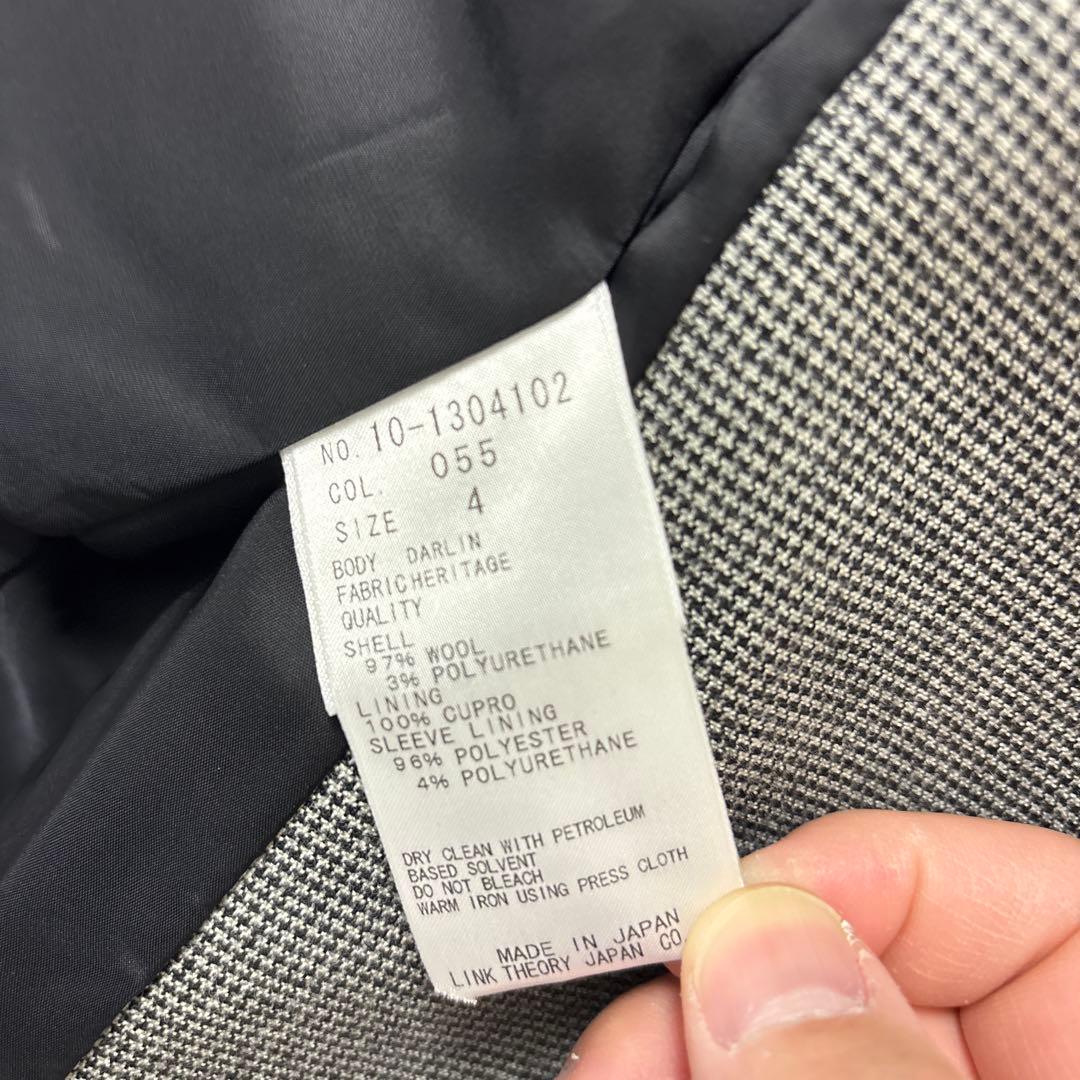 NO. 10-1304102
COL. 055
SIZE 4
BODY DARLIN
FABRICHERITAGE
QUALITY
SHELL
97% WOOL
3% POLYURETHANE
LINING
100% CUPRO
SLEEVE LINING
96% POLYESTER
4% POLYURETHANE
DRY CLEAN WITH PETROLEUM
BASED SOLVENT
DO NOT BLEACH
WARM IRON USING PRESS CLOTH
MADE IN JAPAN
LINK THEORY JAPAN CO